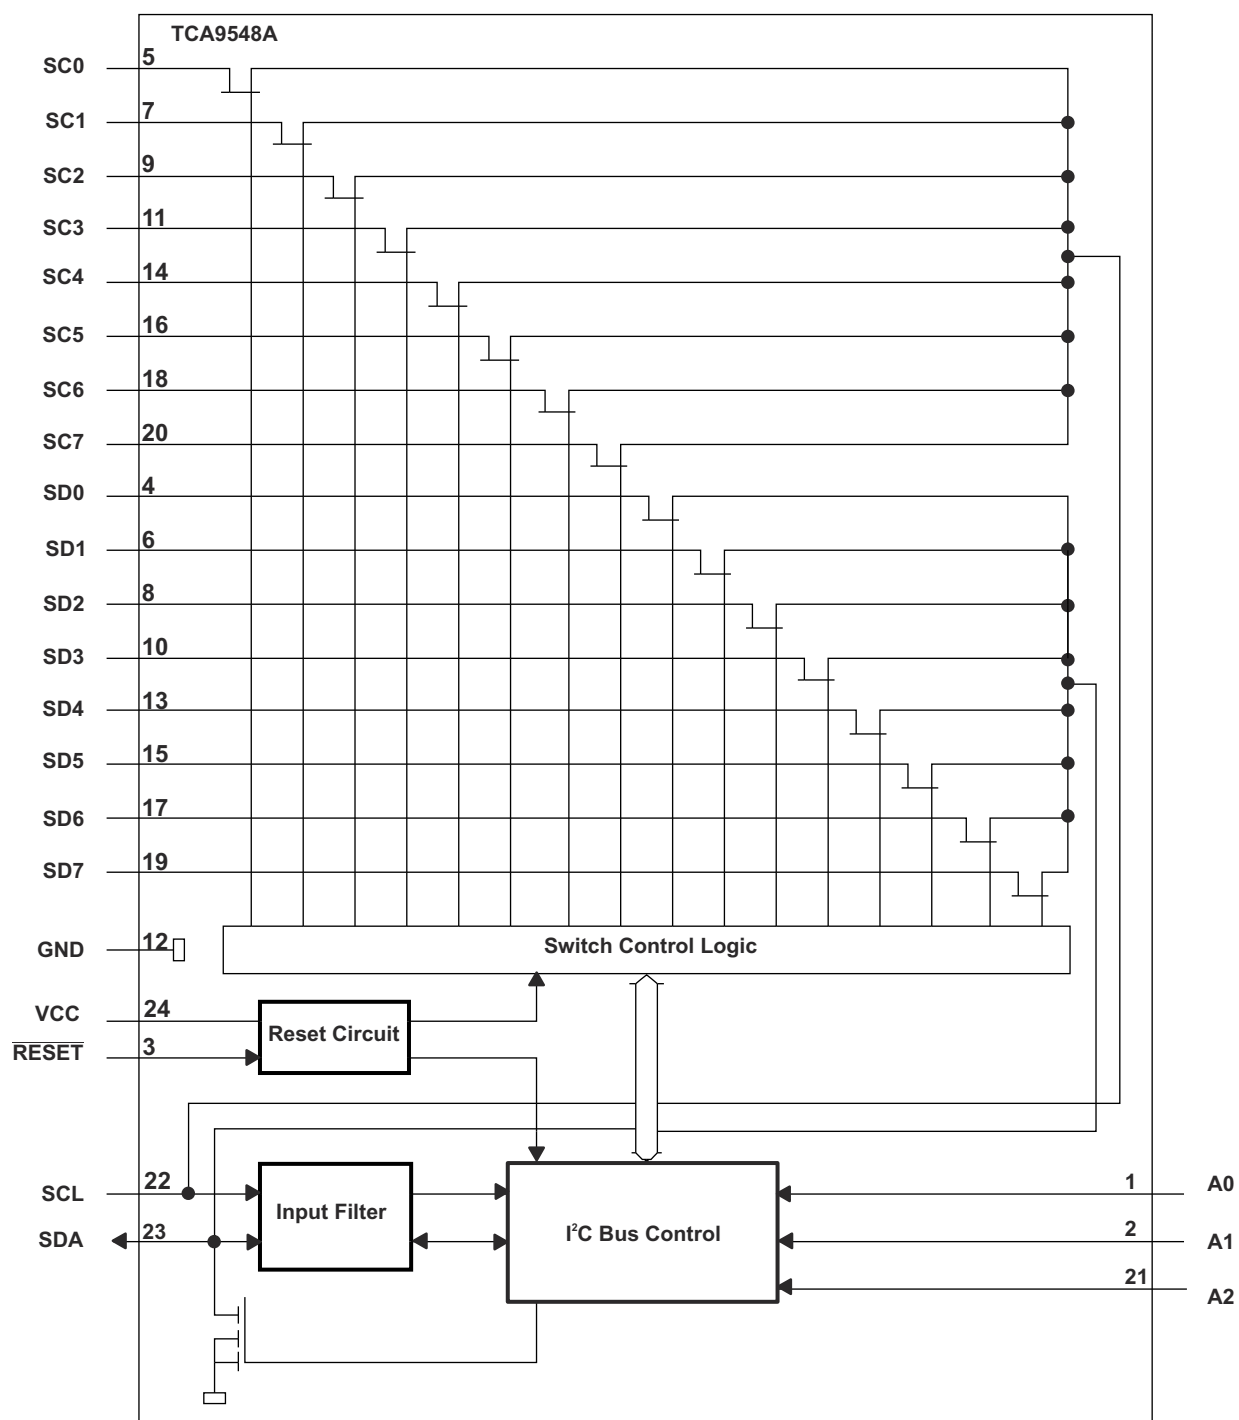 TCA9548A
SC0 5
SC1 7
SC2 9
SC3 11
SC4 14
SC5 16
SC6 18
SC7 20
SD0 4
SD1 6
SD2 8
SD3 10
SD4 13
SD5 15
SD6 17
SD7 19
GND 12
Switch Control Logic
VCC 24
RESET 3
Reset Circuit
SCL 22
SDA 23
Input Filter
I²C Bus Control
1 A0
2 A1
21 A2